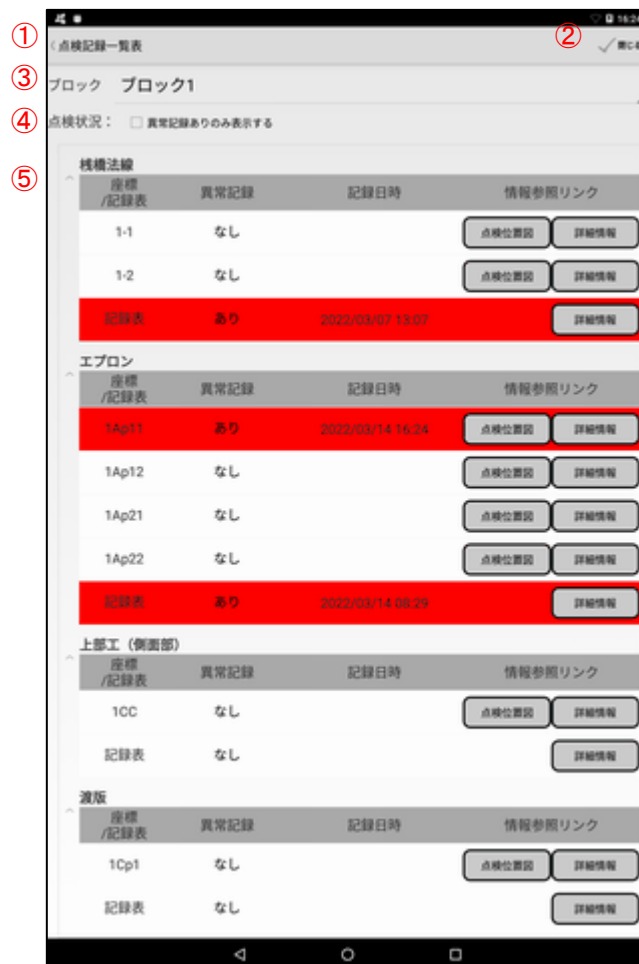 16:24
① 点検記録一覧表 ② 閉じる
③ ブロック ブロック1
④ 点検状況： 異常記録ありのみ表示する
⑤ 桟橋法線
座標/記録表 異常記録 記録日時 情報参照リンク
1-1 なし 点検位置図 詳細情報
1-2 なし 点検位置図 詳細情報
記録表 あり 2022/03/07 13:07 詳細情報
エプロン
座標/記録表 異常記録 記録日時 情報参照リンク
1Ap11 あり 2022/03/14 16:24 点検位置図 詳細情報
1Ap12 なし 点検位置図 詳細情報
1Ap21 なし 点検位置図 詳細情報
1Ap22 なし 点検位置図 詳細情報
記録表 あり 2022/03/14 08:29 詳細情報
上部工（側面部）
座標/記録表 異常記録 記録日時 情報参照リンク
1CC なし 点検位置図 詳細情報
記録表 なし 詳細情報
渡版
座標/記録表 異常記録 記録日時 情報参照リンク
1Cp1 なし 点検位置図 詳細情報
記録表 なし 詳細情報